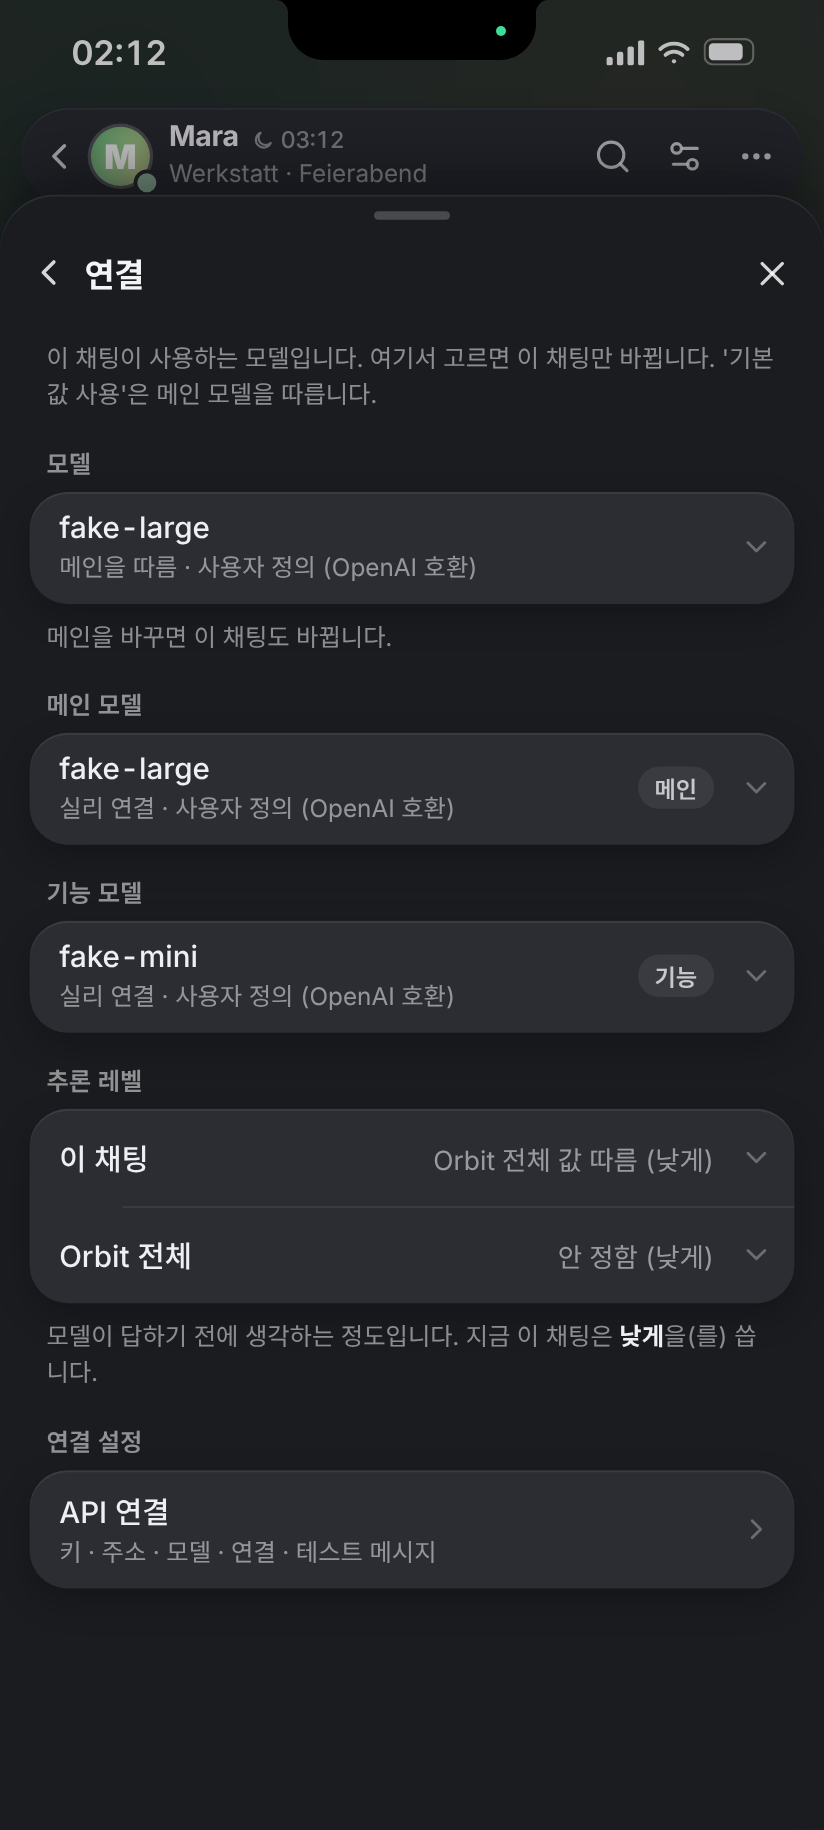 02:12
M
Mara 03:12
Werkstatt · Feierabend
연결
이 채팅이 사용하는 모델입니다. 여기서 고르면 이 채팅만 바뀝니다. '기본
값 사용'은 메인 모델을 따릅니다.
모델
fake-large
메인을 따름 · 사용자 정의 (OpenAI 호환)
메인을 바꾸면 이 채팅도 바뀝니다.
메인 모델
fake-large
메인
실리 연결 · 사용자 정의 (OpenAI 호환)
기능 모델
fake-mini
기능
실리 연결 · 사용자 정의 (OpenAI 호환)
추론 레벨
이 채팅 Orbit 전체 값 따름 (낮게)
Orbit 전체 안 정함 (낮게)
모델이 답하기 전에 생각하는 정도입니다. 지금 이 채팅은 낮게을(를) 씁
니다.
연결 설정
API 연결
키 · 주소 · 모델 · 연결 · 테스트 메시지